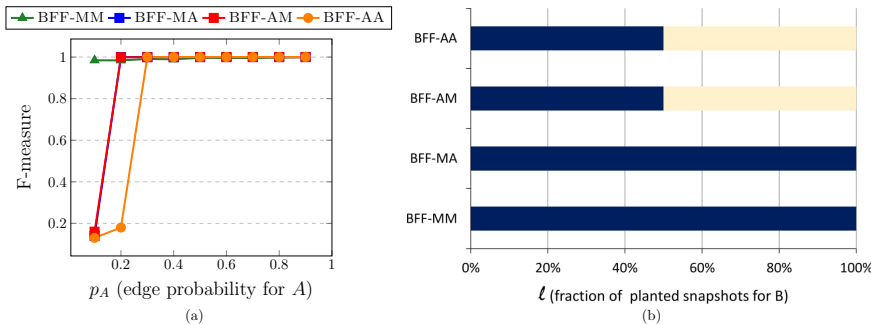 BFF-MM BFF-MA BFF-AM BFF-AA
1
0.8
0.6
0.4
0.2
0.2 0.4 0.6 0.8 1
F-measure
p_A (edge probability for A)
(a)
BFF-AA
BFF-AM
BFF-MA
BFF-MM
0% 20% 40% 60% 80% 100%
ℓ (fraction of planted snapshots for B)
(b)